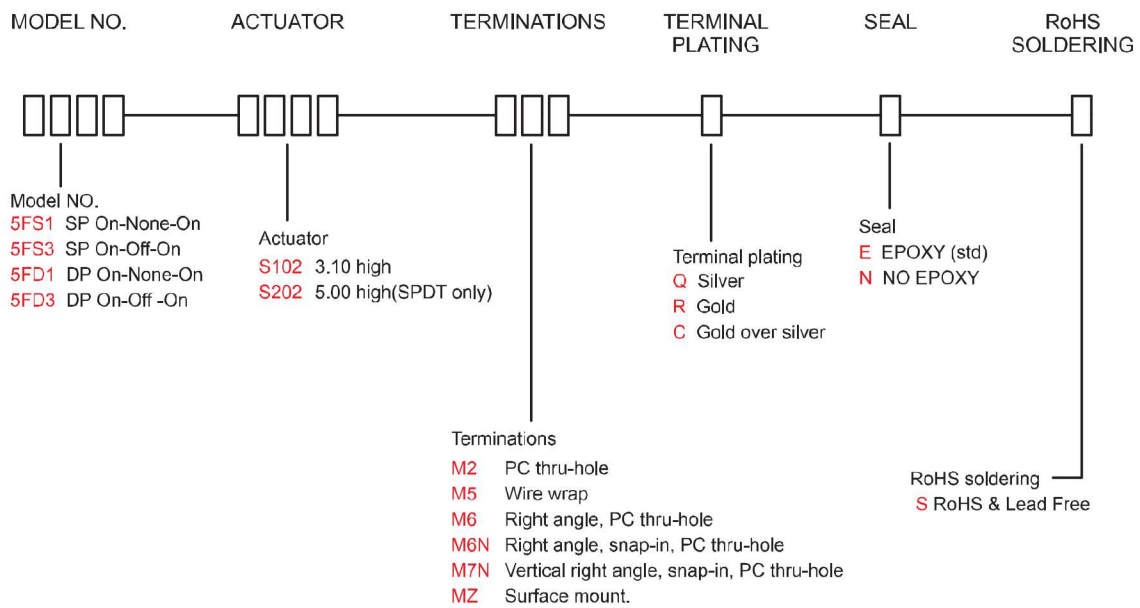 MODEL NO.
ACTUATOR
TERMINATIONS
TERMINAL
PLATING
SEAL
RoHS
SOLDERING
Model NO.
5FS1 SP On-None-On
5FS3 SP On-Off-On
5FD1 DP On-None-On
5FD3 DP On-Off -On
Actuator
S102 3.10 high
S202 5.00 high(SPDT only)
Terminations
M2 PC thru-hole
M5 Wire wrap
M6 Right angle, PC thru-hole
M6N Right angle, snap-in, PC thru-hole
M7N Vertical right angle, snap-in, PC thru-hole
MZ Surface mount.
Terminal plating
Q Silver
R Gold
C Gold over silver
Seal
E EPOXY (std)
N NO EPOXY
RoHS soldering
S RoHS & Lead Free